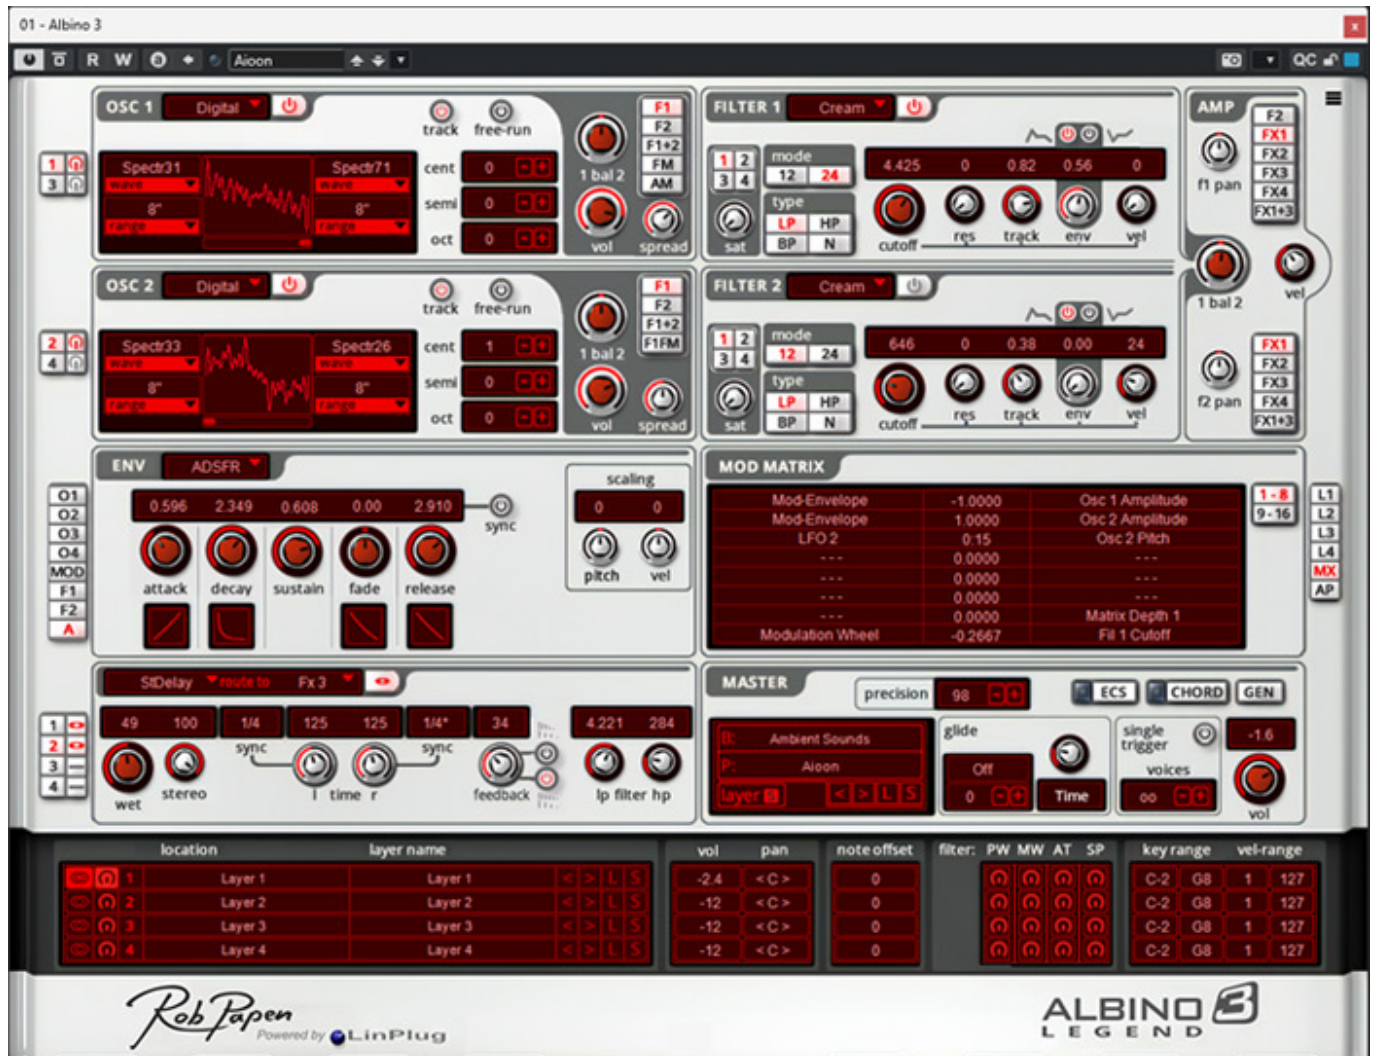 01 - Albino 3
x
R W Aioon QC
OSC 1 Digital
track free-run
Spectr31 Spectr71
wave wave
8" 8"
range range
cent 0 - +
semi 0 - +
oct 0 - +
1 bal 2
vol spread
F1
F2
F1+2
FM
AM
1
3
FILTER 1 Cream
1 2
3 4
sat
mode
12 24
type
LP HP
BP N
4.425 0 0.82 0.56 0
cutoff res track env vel
AMP
f1 pan
F2
FX1
FX2
FX3
FX4
FX1+3
1 bal 2
vel
OSC 2 Digital
track free-run
Spectr33 Spectr26
wave wave
8" 8"
range range
cent 1 - +
semi 0 - +
oct 0 - +
1 bal 2
vol spread
F1
F2
F1+2
F1FM
2
4
FILTER 2 Cream
1 2
3 4
sat
mode
12 24
type
LP HP
BP N
646 0 0.38 0.00 24
cutoff res track env vel
f2 pan
FX1
FX2
FX3
FX4
FX1+3
ENV ADSFR
O1
O2
O3
O4
MOD
F1
F2
A
0.596 2.349 0.608 0.00 2.910
sync
attack decay sustain fade release
scaling
0 0
pitch vel
MOD MATRIX
Mod-Envelope -1.0000 Osc 1 Amplitude
Mod-Envelope 1.0000 Osc 2 Amplitude
LFO 2 0:15 Osc 2 Pitch
--- 0.0000 ---
--- 0.0000 ---
--- 0.0000 ---
--- 0.0000 Matrix Depth 1
Modulation Wheel -0.2667 Fil 1 Cutoff
1 - 8
9 - 16
L1
L2
L3
L4
MX
AP
StDelay route to Fx 3
1
2
3
4
49 100 1/4 125 125 1/4* 34 4.221 284
sync sync
wet stereo l time r feedback lp filter hp
MASTER
precision 98 - +
ECS CHORD GEN
B: Ambient Sounds
P: Aioon
layer S < > L S
glide
Off
0 - +
Time
single
trigger
voices
oo - +
-1.6
vol
location layer name vol pan note offset filter: PW MW AT SP key range vel-range
1 Layer 1 Layer 1 < > L S -2.4 < C > 0 C-2 G8 1 127
2 Layer 2 Layer 2 < > L S -12 < C > 0 C-2 G8 1 127
3 Layer 3 Layer 3 < > L S -12 < C > 0 C-2 G8 1 127
4 Layer 4 Layer 4 < > L S -12 < C > 0 C-2 G8 1 127
Rob Papen
Powered by LinPlug
ALBINO 3
LEGEND